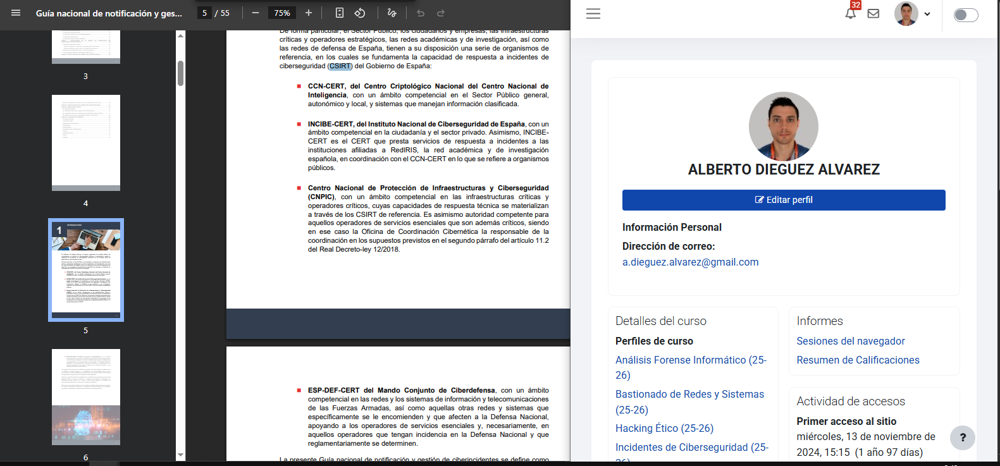 Guía nacional de notificación y ges...
5 / 55
75%
3
4
1
5
6
De forma particular, el Sector Público, los ciudadanos y empresas, las infraestructuras
críticas y operadores estratégicos, las redes académicas y de investigación, así como
las redes de defensa de España, tienen a su disposición una serie de organismos de
referencia, en los cuales se fundamenta la capacidad de respuesta a incidentes de
ciberseguridad (CSIRT) del Gobierno de España:
CCN-CERT, del Centro Criptológico Nacional del Centro Nacional de
Inteligencia, con un ámbito competencial en el Sector Público general,
autonómico y local, y sistemas que manejan información clasificada.
INCIBE-CERT, del Instituto Nacional de Ciberseguridad de España, con un
ámbito competencial en la ciudadanía y el sector privado. Asimismo, INCIBE-
CERT es el CERT que presta servicios de respuesta a incidentes a las
instituciones afiliadas a RedIRIS, la red académica y de investigación
española, en coordinación con el CCN-CERT en lo que se refiere a organismos
públicos.
Centro Nacional de Protección de Infraestructuras y Ciberseguridad
(CNPIC), con un ámbito competencial en las infraestructuras críticas y
operadores críticos, cuyas capacidades de respuesta técnica se materializan
a través de los CSIRT de referencia. Es asimismo autoridad competente para
aquellos operadores de servicios esenciales que son además críticos, siendo
en ese caso la Oficina de Coordinación Cibernética la responsable de la
coordinación en los supuestos previstos en el segundo párrafo del artículo 11.2
del Real Decreto-ley 12/2018.
ESP-DEF-CERT del Mando Conjunto de Ciberdefensa, con un ámbito
competencial en las redes y los sistemas de información y telecomunicaciones
de las Fuerzas Armadas, así como aquellas otras redes y sistemas que
específicamente se le encomienden y que afecten a la Defensa Nacional,
apoyando a los operadores de servicios esenciales y, necesariamente, en
aquellos operadores que tengan incidencia en la Defensa Nacional y que
reglamentariamente se determinen.
La presente Guía nacional de notificación y gestión de ciberincidentes se define como
32
ALBERTO DIEGUEZ ALVAREZ
Editar perfil
Información Personal
Dirección de correo:
a.dieguez.alvarez@gmail.com
Detalles del curso
Perfiles de curso
Análisis Forense Informático (25-
26)
Bastionado de Redes y Sistemas
(25-26)
Hacking Ético (25-26)
Incidentes de Ciberseguridad (25-
26)
Informes
Sesiones del navegador
Resumen de Calificaciones
Actividad de accesos
Primer acceso al sitio
miércoles, 13 de noviembre de
2024, 15:15 (1 año 97 días)
?